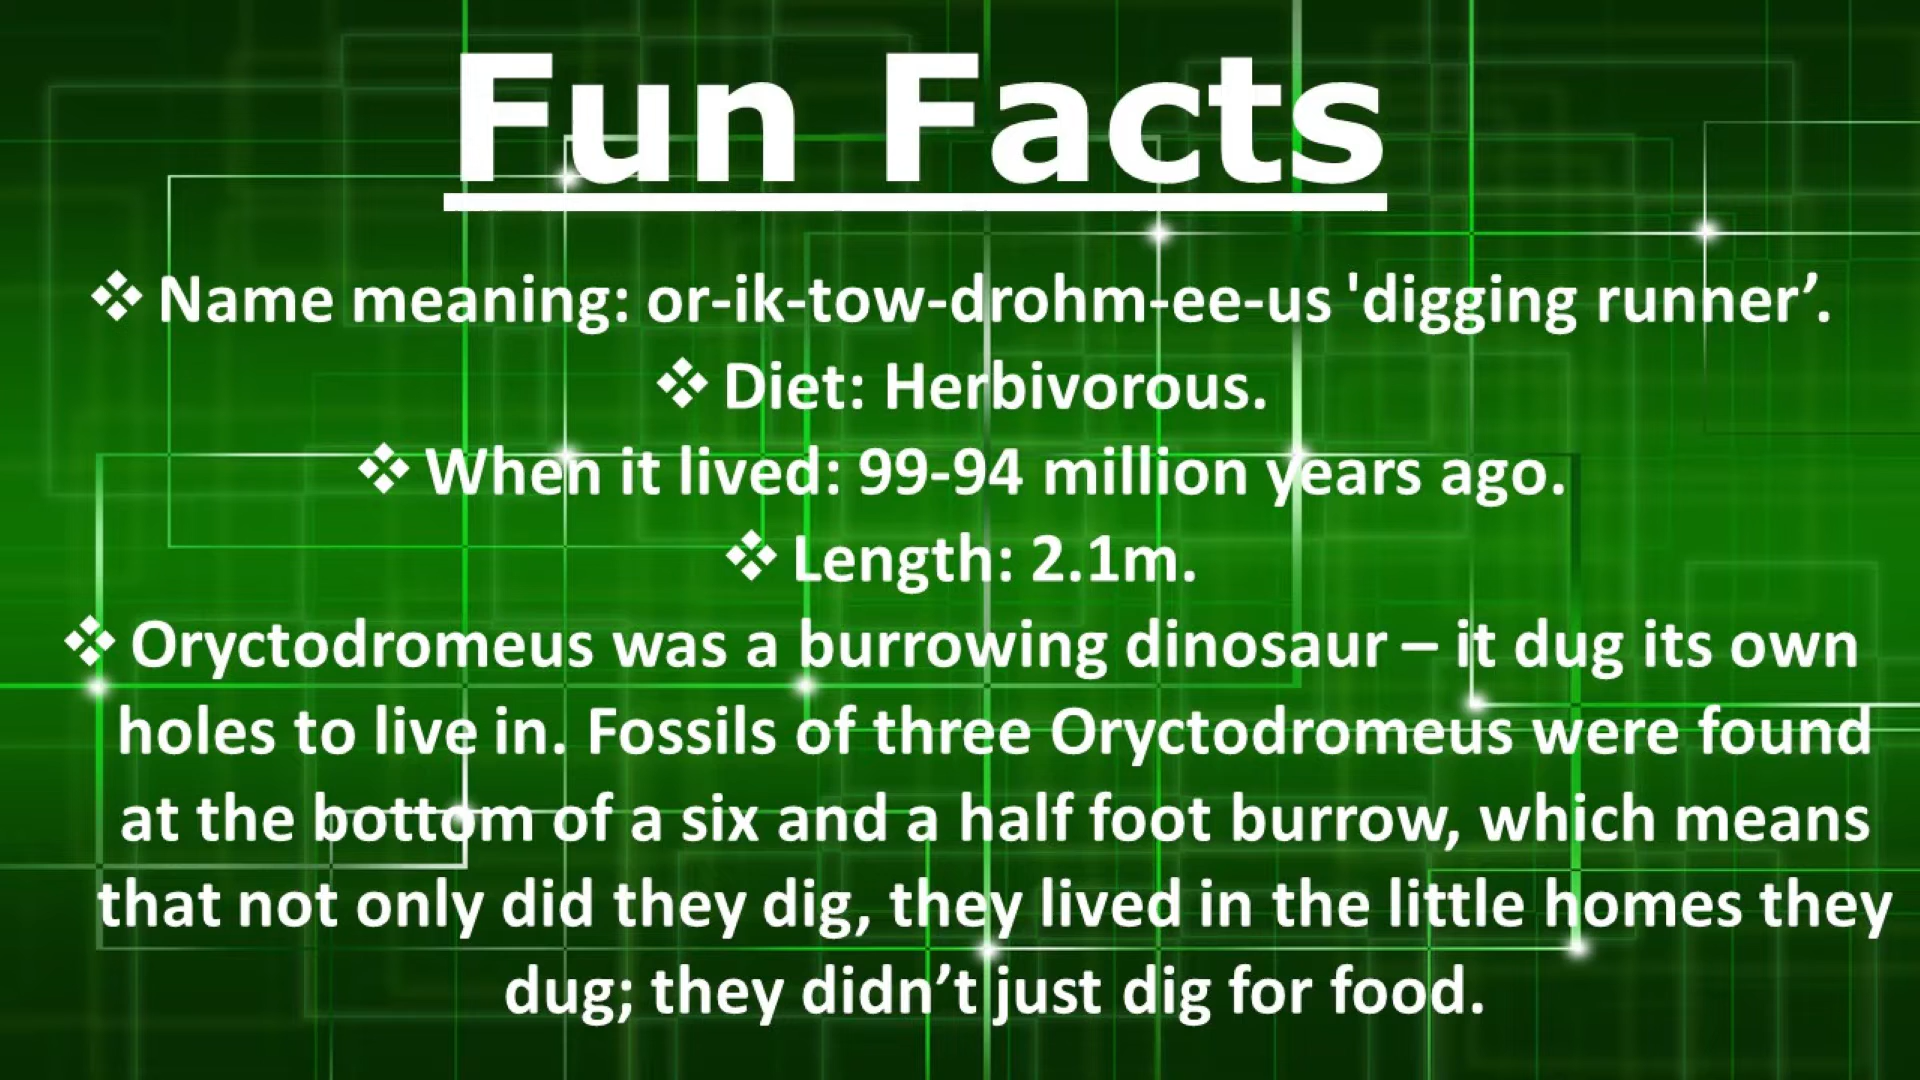 Fun Facts
❖ Name meaning: or-ik-tow-drohm-ee-us 'digging runner’.
❖ Diet: Herbivorous.
❖ When it lived: 99-94 million years ago.
❖ Length: 2.1m.
❖ Oryctodromeus was a burrowing dinosaur – it dug its own
holes to live in. Fossils of three Oryctodromeus were found
at the bottom of a six and a half foot burrow, which means
that not only did they dig, they lived in the little homes they
dug; they didn’t just dig for food.